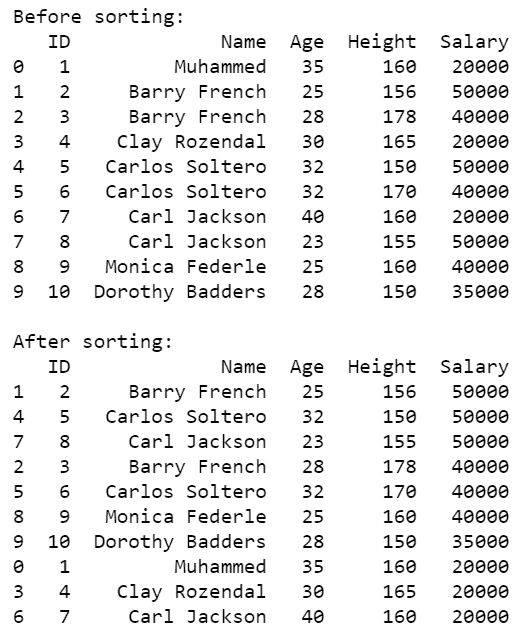 Before sorting:
   ID             Name  Age  Height  Salary
0   1         Muhammed   35     160   20000
1   2     Barry French   25     156   50000
2   3     Barry French   28     178   40000
3   4    Clay Rozendal   30     165   20000
4   5   Carlos Soltero   32     150   50000
5   6   Carlos Soltero   32     170   40000
6   7     Carl Jackson   40     160   20000
7   8     Carl Jackson   23     155   50000
8   9   Monica Federle   25     160   40000
9  10  Dorothy Badders   28     150   35000

After sorting:
   ID             Name  Age  Height  Salary
1   2     Barry French   25     156   50000
4   5   Carlos Soltero   32     150   50000
7   8     Carl Jackson   23     155   50000
2   3     Barry French   28     178   40000
5   6   Carlos Soltero   32     170   40000
8   9   Monica Federle   25     160   40000
9  10  Dorothy Badders   28     150   35000
0   1         Muhammed   35     160   20000
3   4    Clay Rozendal   30     165   20000
6   7     Carl Jackson   40     160   20000